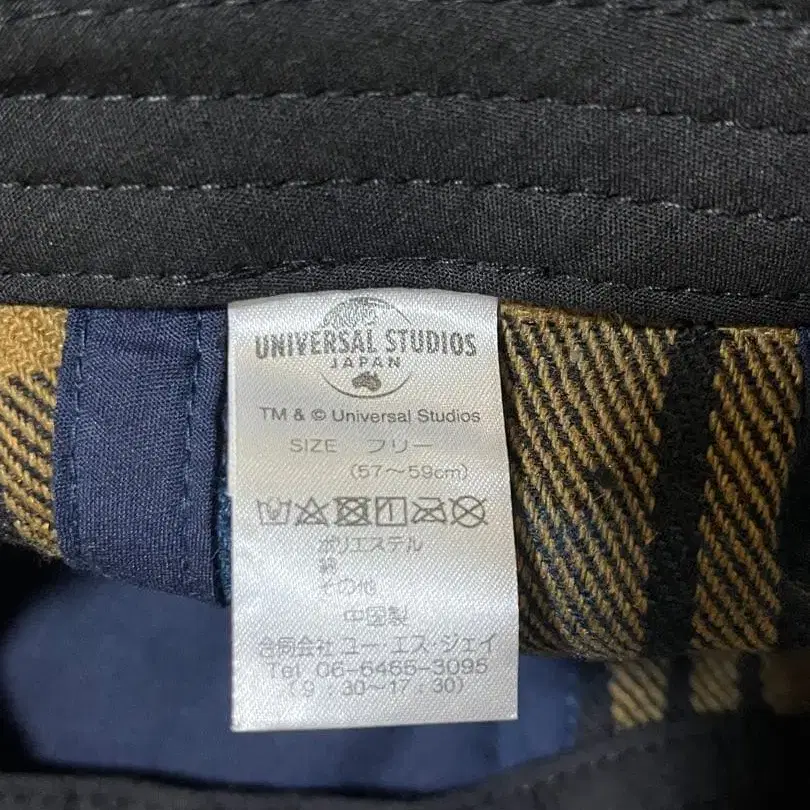 UNIVERSAL STUDIOS
JAPAN
TM & © Universal Studios
SIZE フリー
(57～59cm)
ポリエステル
綿
その他
中国製
合同会社 ユー・エス・ジェイ
Tel 06-6465-3095
(9:30～17:30)